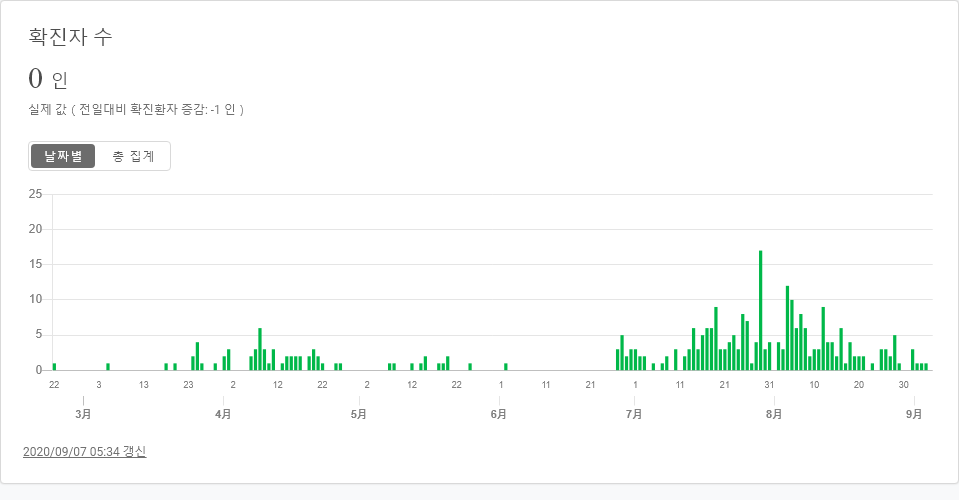 확진자 수
0 인
실제 값 ( 전일대비 확진환자 증감: -1 인 )
날짜별 총 집계
25
20
15
10
5
0
22 3 13 23 2 12 22 2 12 22 1 11 21 1 11 21 31 10 20 30
3月 4月 5月 6月 7月 8月 9月
2020/09/07 05:34 갱신